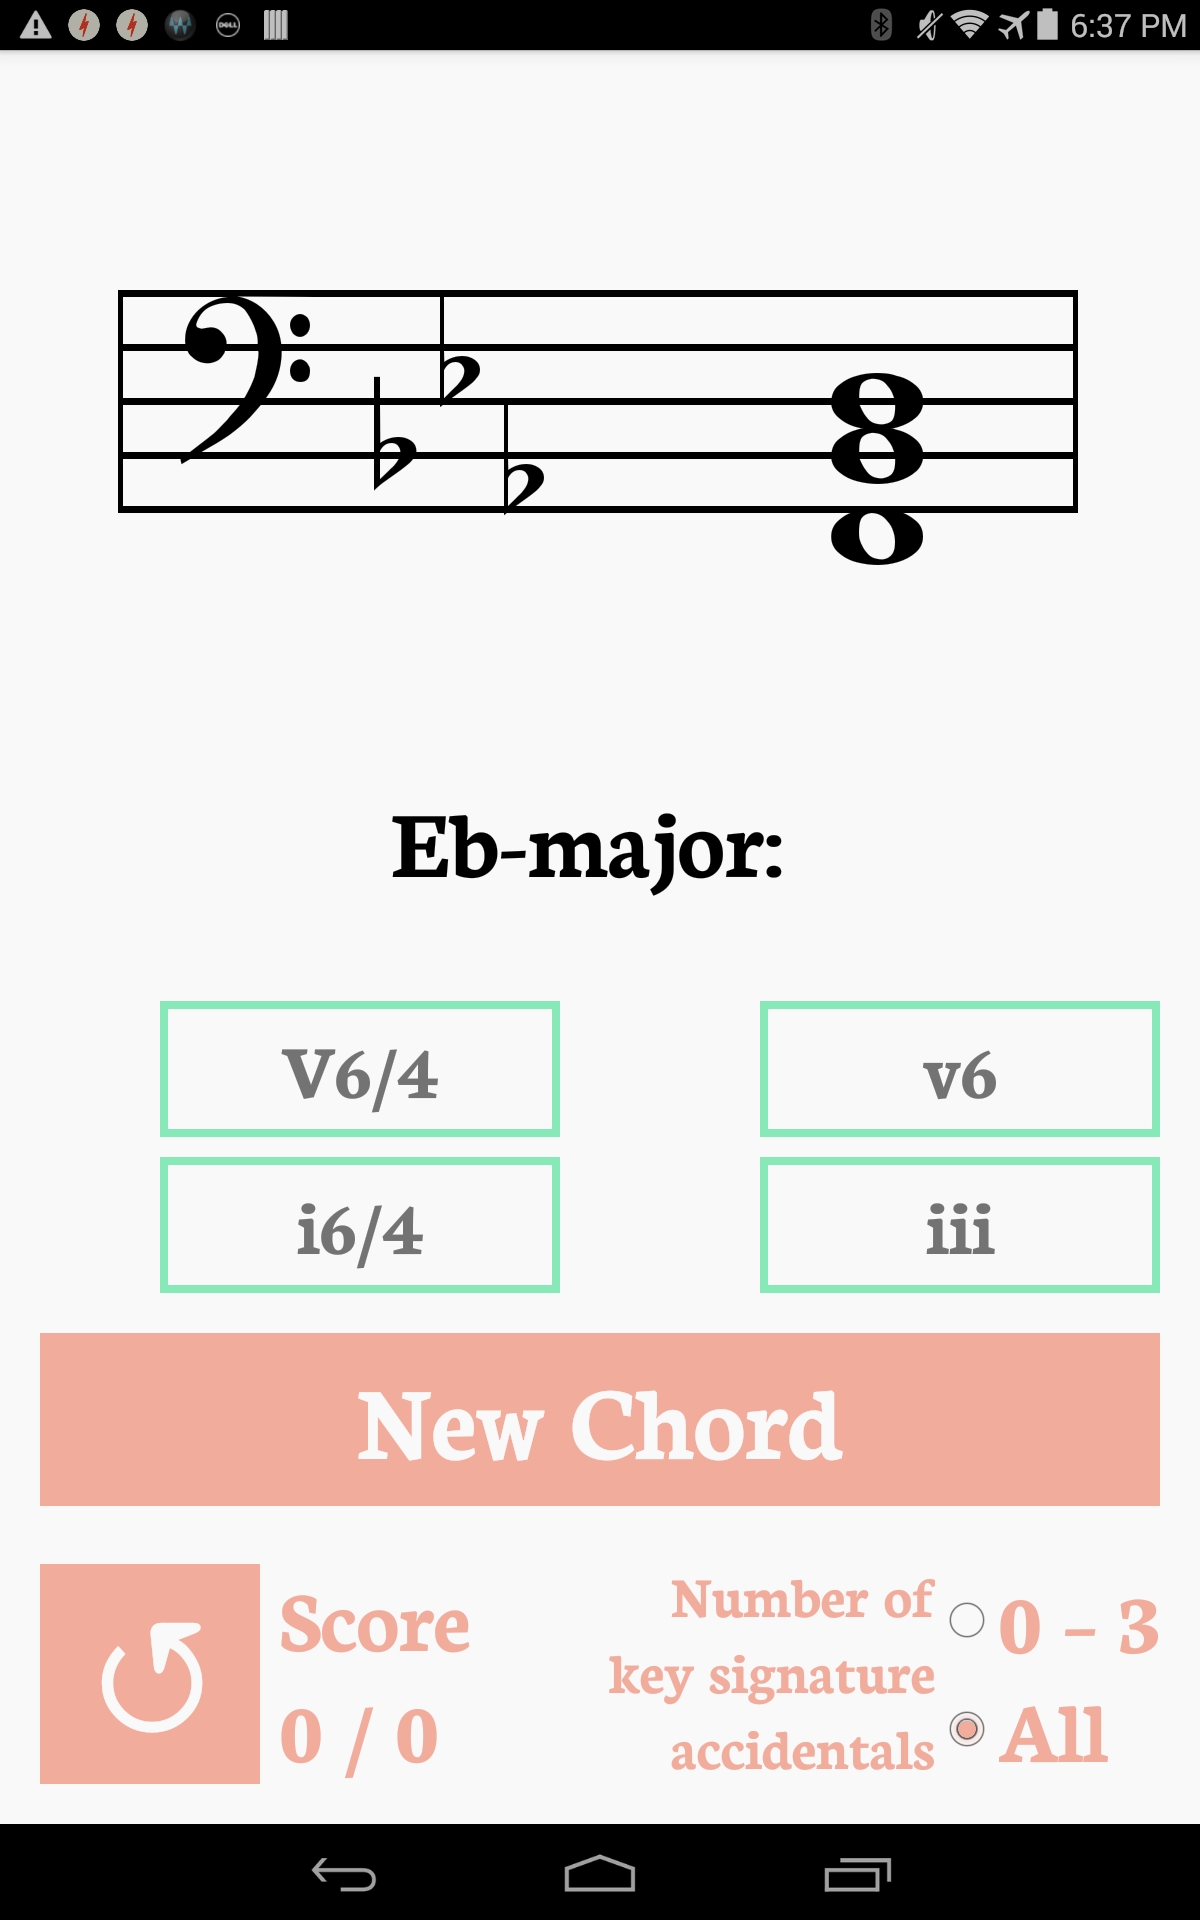 DELL
6:37 PM
Eb-major:
V6/4
v6
i6/4
iii
New Chord
Score
0 / 0
Number of
key signature
accidentals
0 – 3
All